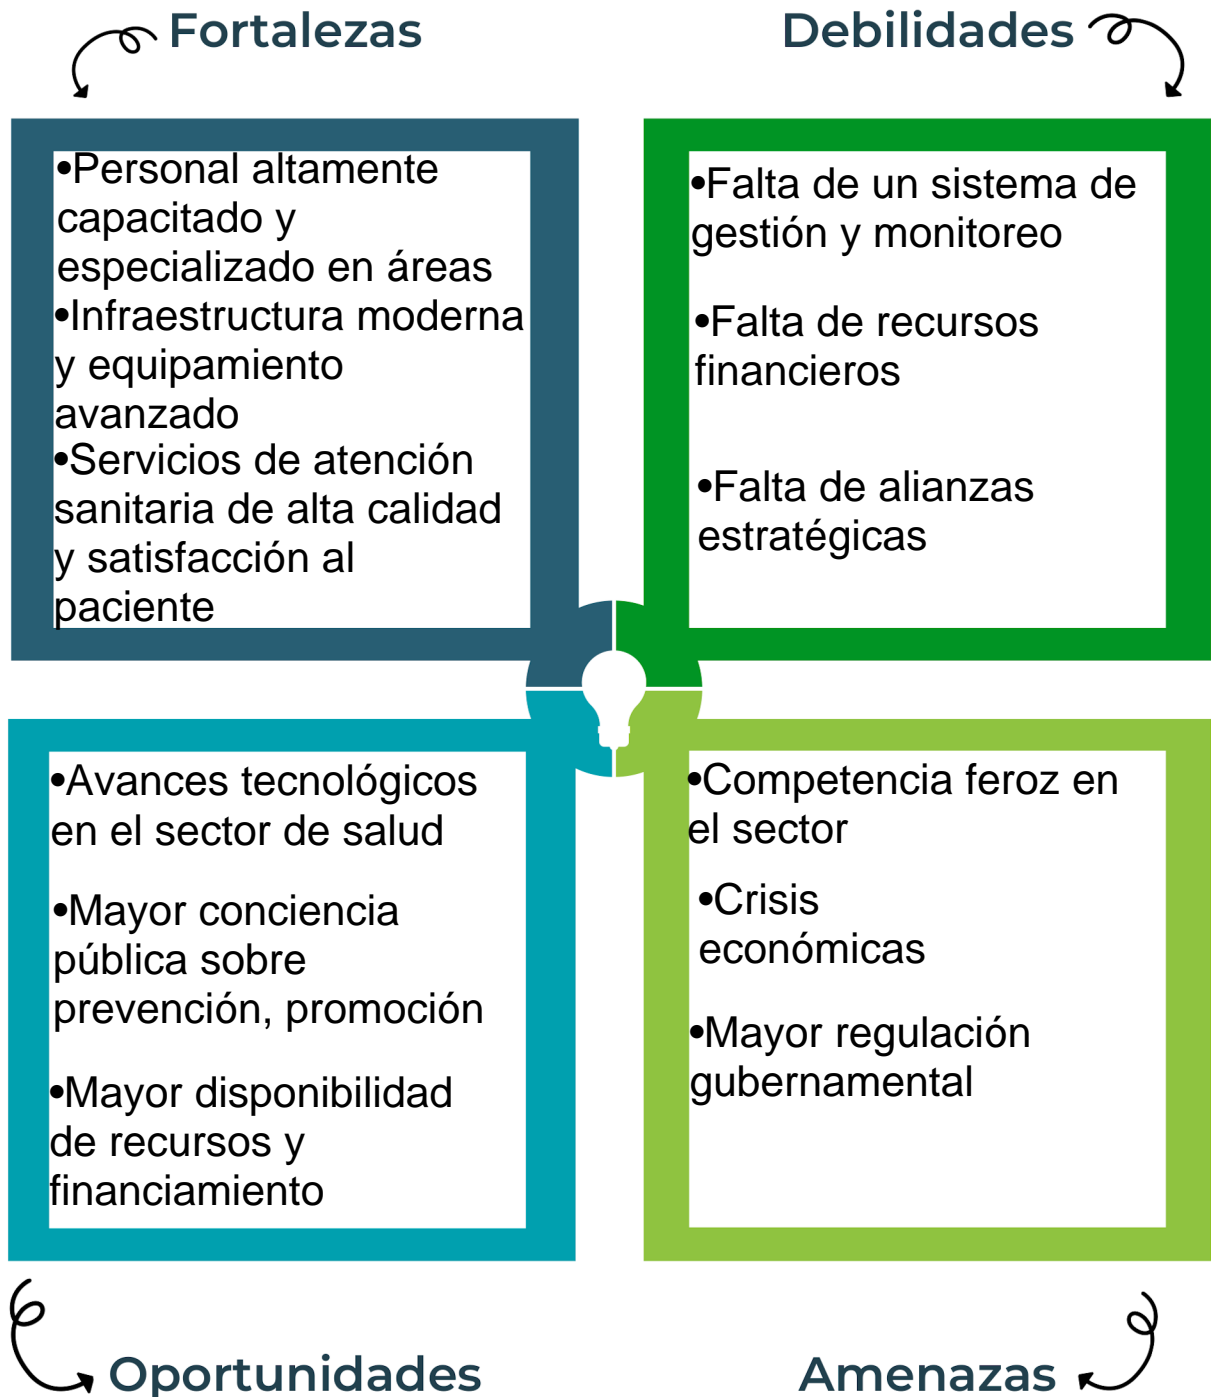 Fortalezas
•Personal altamente
capacitado y
especializado en áreas
•Infraestructura moderna
y equipamiento
avanzado
•Servicios de atención
sanitaria de alta calidad
y satisfacción al
paciente
Debilidades
•Falta de un sistema de
gestión y monitoreo
•Falta de recursos
financieros
•Falta de alianzas
estratégicas
•Avances tecnológicos
en el sector de salud
•Mayor conciencia
pública sobre
prevención, promoción
•Mayor disponibilidad
de recursos y
financiamiento
Oportunidades
•Competencia feroz en
el sector
•Crisis
económicas
•Mayor regulación
gubernamental
Amenazas